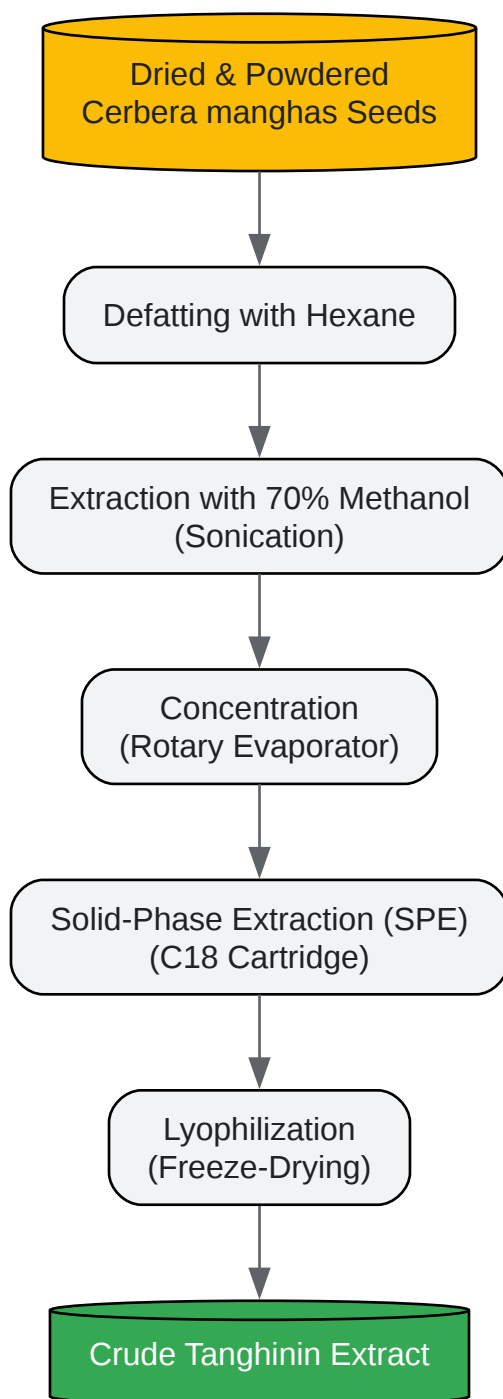 Dried & Powdered
Cerbera manghas Seeds
Defatting with Hexane
Extraction with 70% Methanol
(Sonication)
Concentration
(Rotary Evaporator)
Solid-Phase Extraction (SPE)
(C18 Cartridge)
Lyophilization
(Freeze-Drying)
Crude Tanghinin Extract